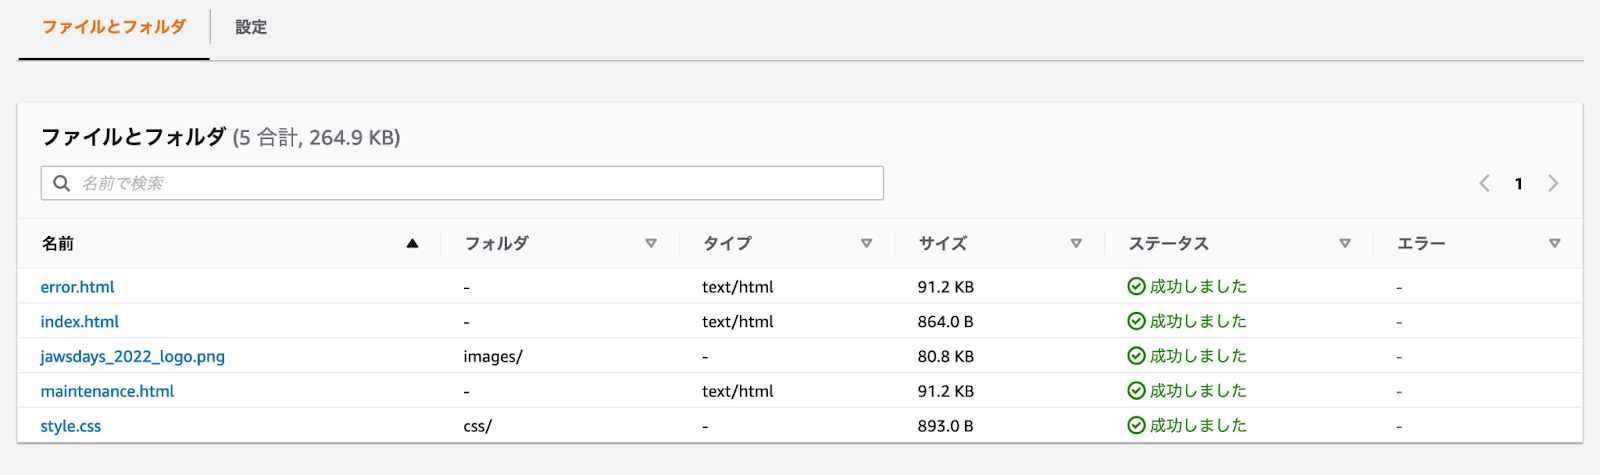 ファイルとフォルダ 設定
ファイルとフォルダ (5 合計, 264.9 KB)
名前で検索 1
名前 フォルダ タイプ サイズ ステータス エラー
error.html - text/html 91.2 KB 成功しました -
index.html - text/html 864.0 B 成功しました -
jawsdays_2022_logo.png images/ - 80.8 KB 成功しました -
maintenance.html - text/html 91.2 KB 成功しました -
style.css css/ - 893.0 B 成功しました -